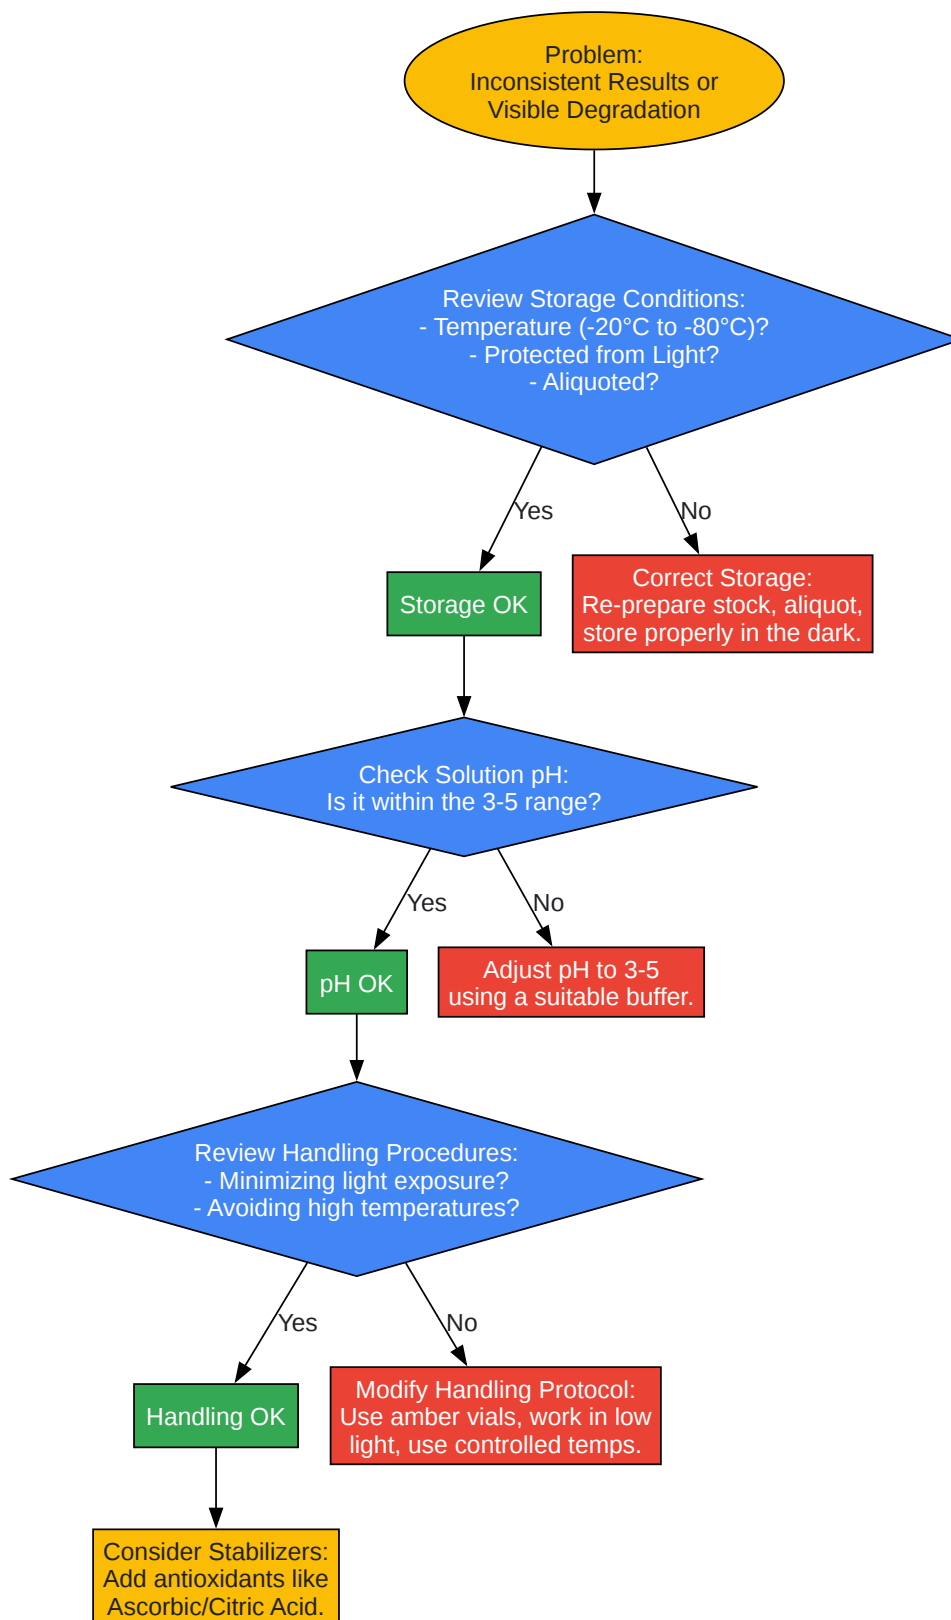 Problem:
Inconsistent Results or
Visible Degradation
Review Storage Conditions:
- Temperature (-20°C to -80°C)?
- Protected from Light?
- Aliquoted?
Yes
No
Storage OK
Correct Storage:
Re-prepare stock, aliquot,
store properly in the dark.
Check Solution pH:
Is it within the 3-5 range?
Yes
No
pH OK
Adjust pH to 3-5
using a suitable buffer.
Review Handling Procedures:
- Minimizing light exposure?
- Avoiding high temperatures?
Yes
No
Handling OK
Modify Handling Protocol:
Use amber vials, work in low
light, use controlled temps.
Consider Stabilizers:
Add antioxidants like
Ascorbic/Citric Acid.